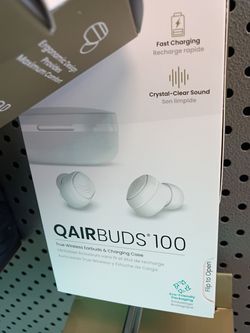 Ergonomic Design
Provides
Maximum Comfort
Fast Charging
Recharge rapide
Crystal-Clear Sound
Son limpide
QAIRBUDS® 100
True Wireless Earbuds & Charging Case
Flip to Open
Eco-Friendly
Packaging